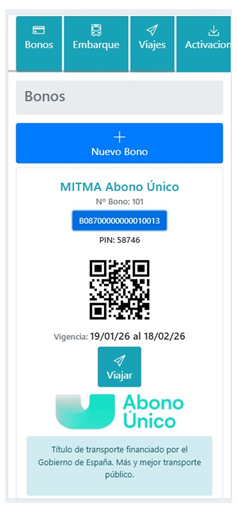 Bonos
Embarque
Viajes
Activacion
Bonos
Nuevo Bono
MITMA Abono Único
Nº Bono: 101
B08700000000010013
PIN: 58746
Vigencia: 19/01/26 al 18/02/26
Viajar
Abono
Único
Título de transporte financiado por el
Gobierno de España. Más y mejor transporte
público.